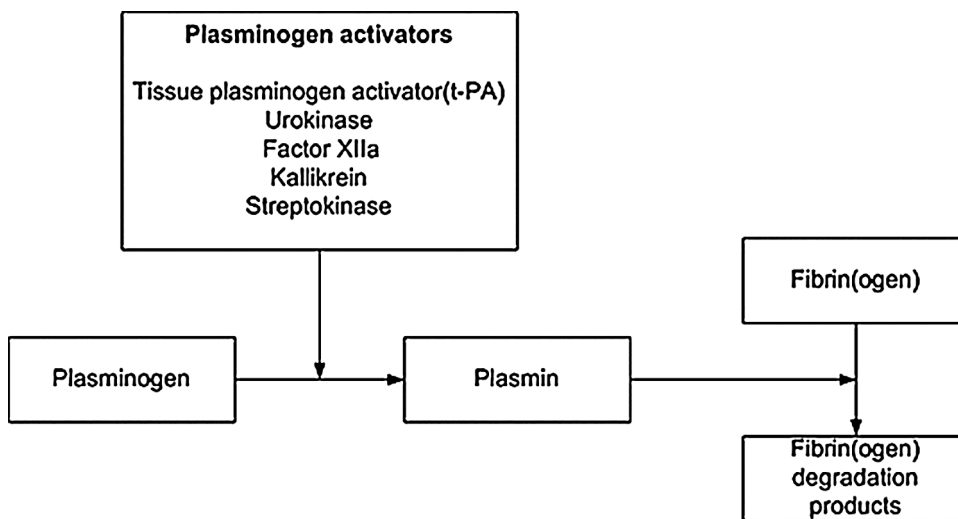 Plasminogen activators
Tissue plasminogen activator(t-PA)
Urokinase
Factor XIIa
Kallikrein
Streptokinase
Fibrin(ogen)
Plasminogen
Plasmin
Fibrin(ogen)
degradation
products